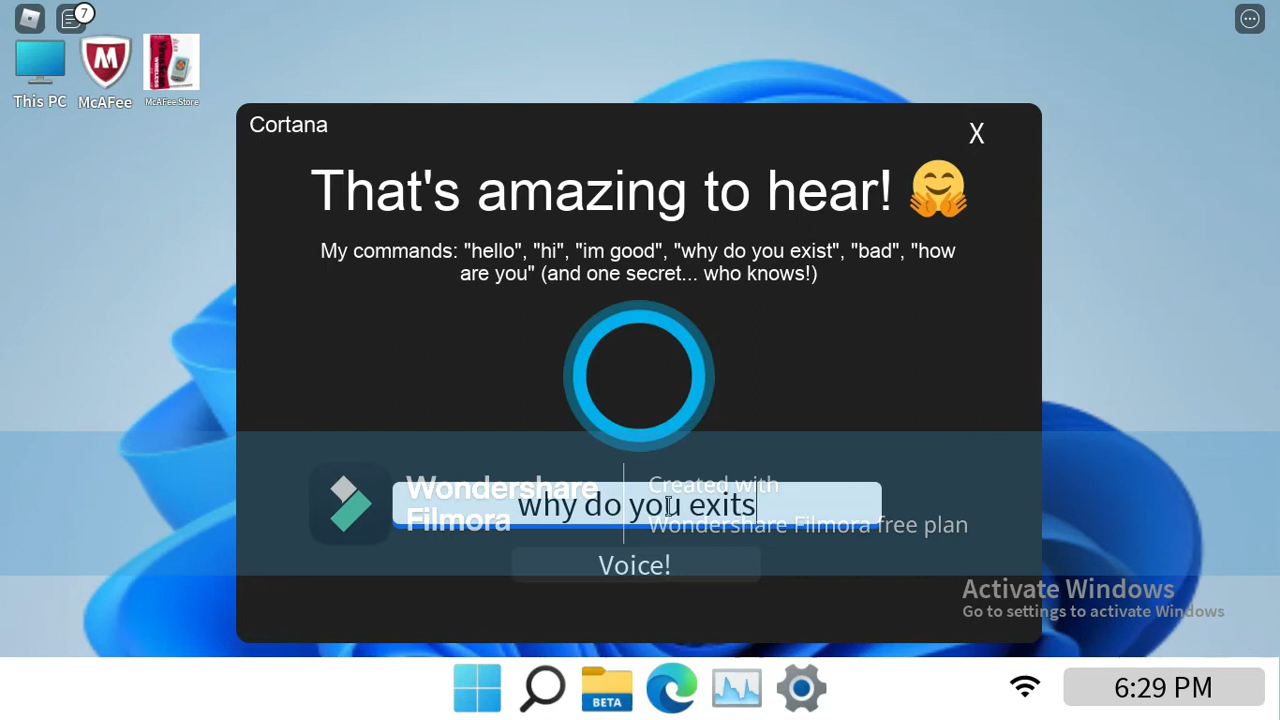 7
This PC
McAfee
McAfee Store
Cortana
X
That's amazing to hear! 🤗
My commands: "hello", "hi", "im good", "why do you exist", "bad", "how
are you" (and one secret... who knows!)
Wondershare
Filmora
Created with
Wondershare Filmora free plan
why do you exits
Voice!
Activate Windows
Go to settings to activate Windows
BETA
6:29 PM